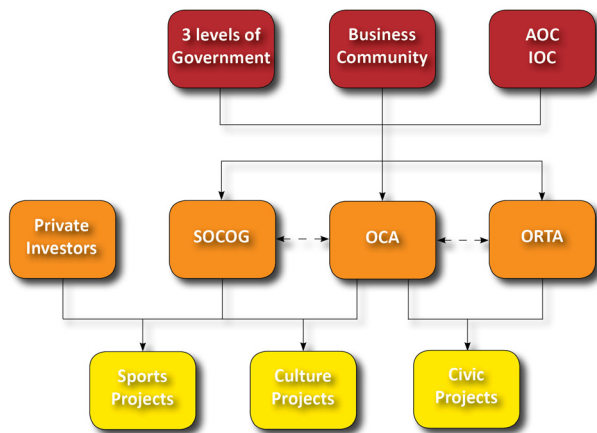 3 levels of
Government
Business
Community
AOC
IOC
Private
Investors
SOCOG
OCA
ORTA
Sports
Projects
Culture
Projects
Civic
Projects